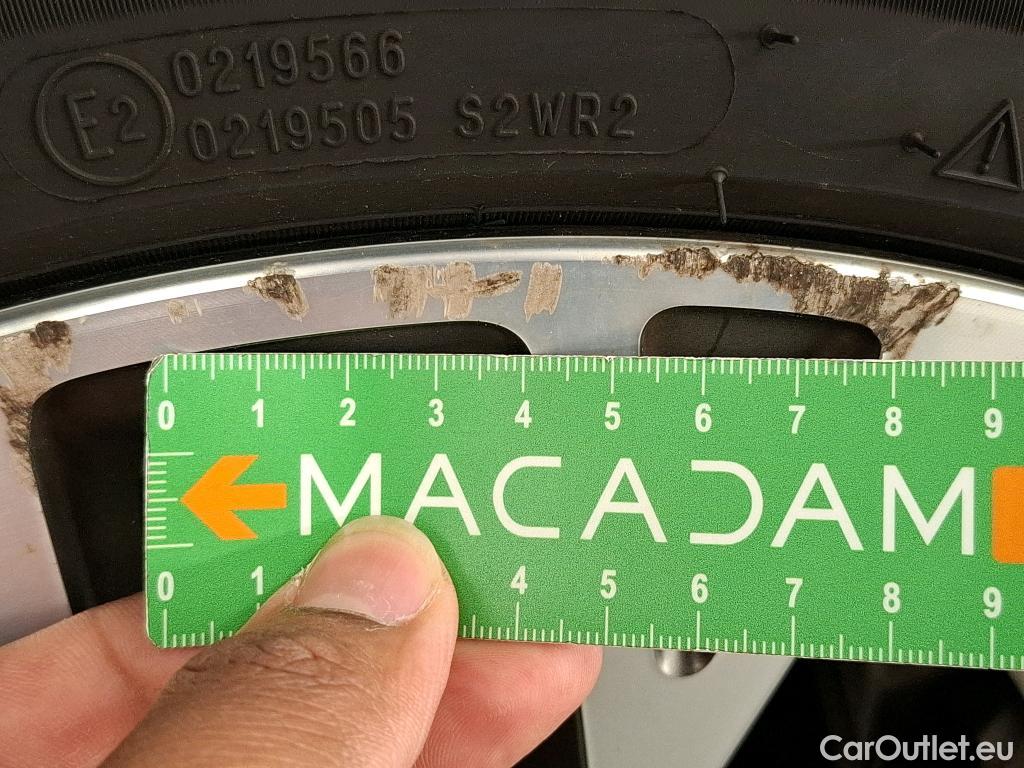 E2
0219566
0219505 S2WR2
0 1 2 3 4 5 6 7 8 9
MACADAM
0 1 4 5 6 7 8 9
CarOutlet.eu